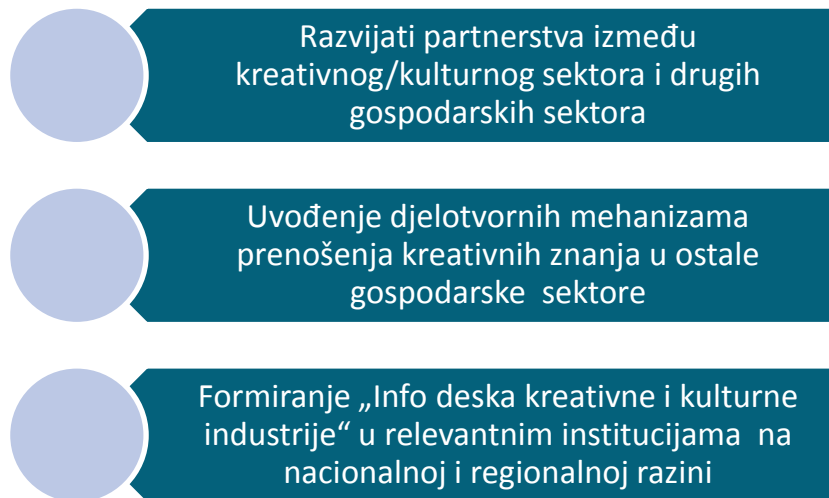 Razvijati partnerstva između
kreativnog/kulturnog sektora i drugih
gospodarskih sektora
Uvođenje djelotvornih mehanizama
prenošenja kreativnih znanja u ostale
gospodarske  sektore
Formiranje „Info deska kreativne i kulturne
industrije“ u relevantnim institucijama  na
nacionalnoj i regionalnoj razini